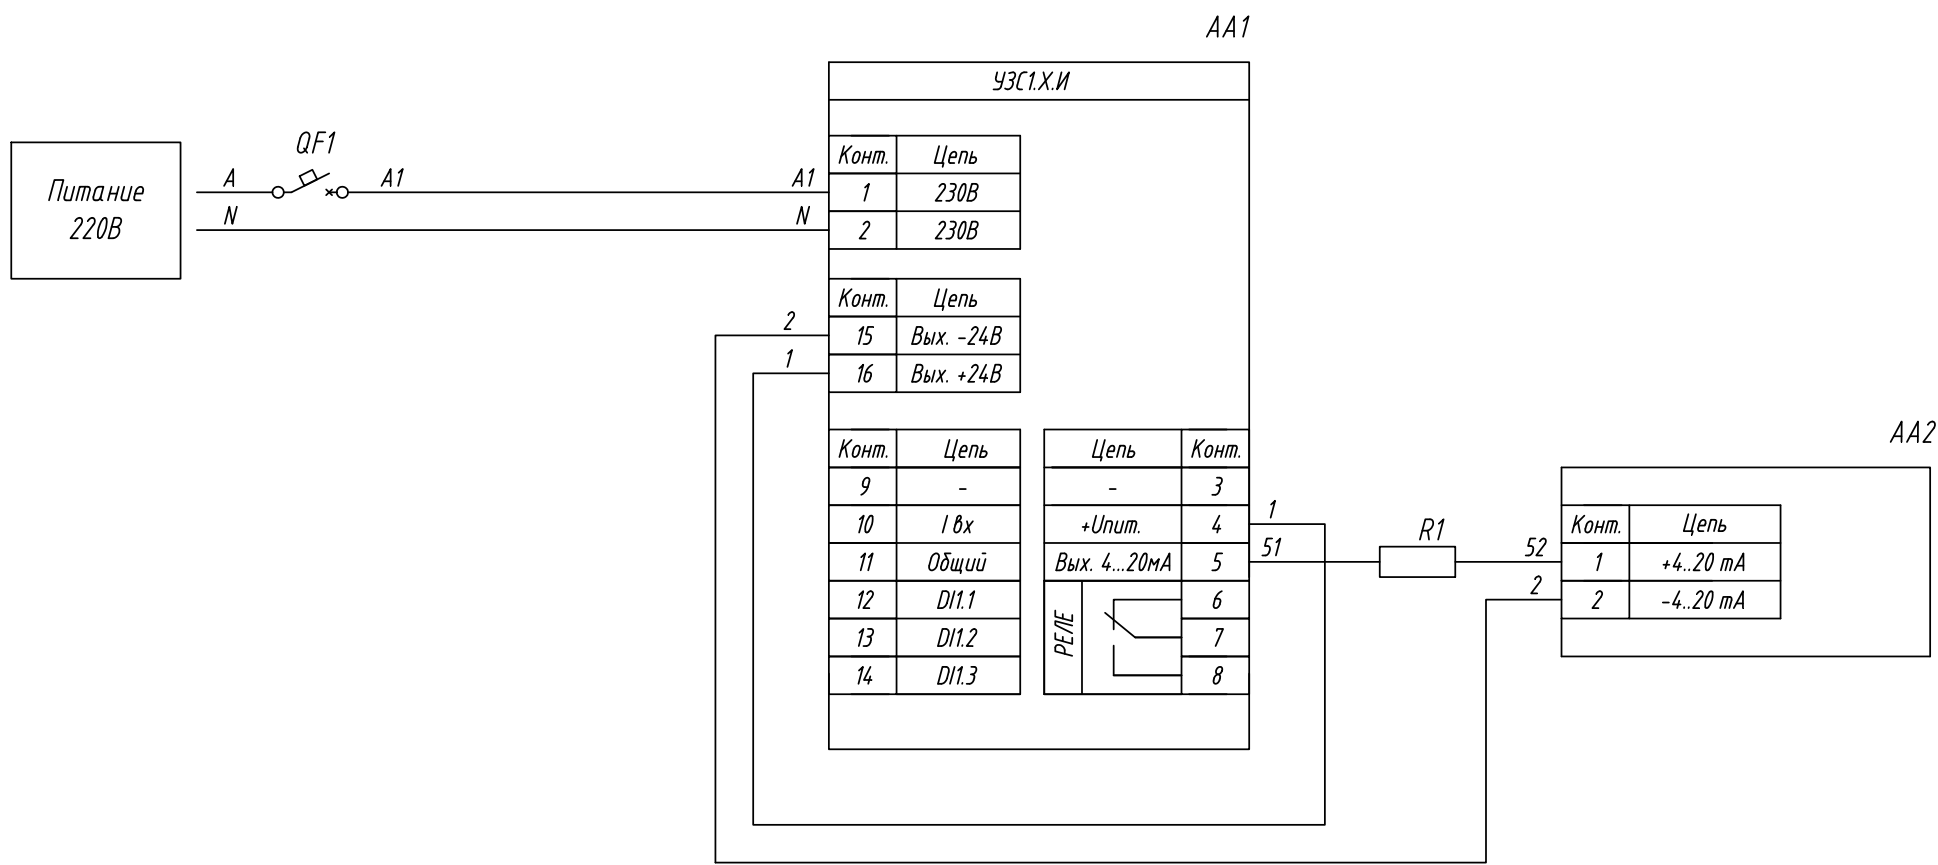 AA1
УЗС1.Х.И
QF1
Питание
220В
A
A1
A1
N
N
Конт. Цепь
1 230В
2 230В
Конт. Цепь
2
15 Вых. -24В
1
16 Вых. +24В
Конт. Цепь
9 -
10 I вх
11 Общий
12 DI1.1
13 DI1.2
14 DI1.3
Цепь Конт.
- 3
+Uпит. 4
Вых. 4...20мА 5
РЕЛЕ
6
7
8
1
51
R1
52
2
AA2
Конт. Цепь
1 +4..20 mA
2 -4..20 mA